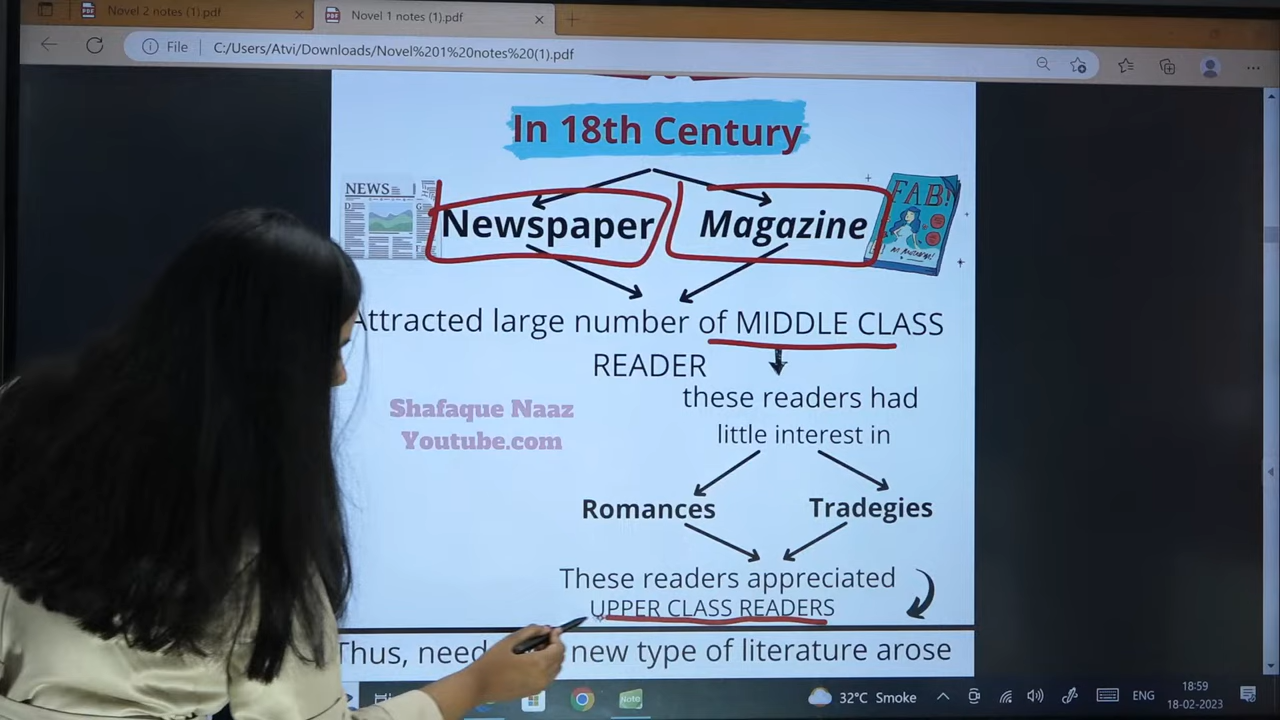 Novel 2 notes (1).pdf
Novel 1 notes (1).pdf
File
C:/Users/Atvi/Downloads/Novel%201%20notes%20(1).pdf
In 18th Century
NEWS
Newspaper
Magazine
FAB!
Attracted large number of MIDDLE CLASS
READER
these readers had
little interest in
Shafaque Naaz
Youtube.com
Romances
Tradegies
These readers appreciated
UPPER CLASS READERS
Thus, need new type of literature arose
32°C Smoke
ENG
18:59
18-02-2023